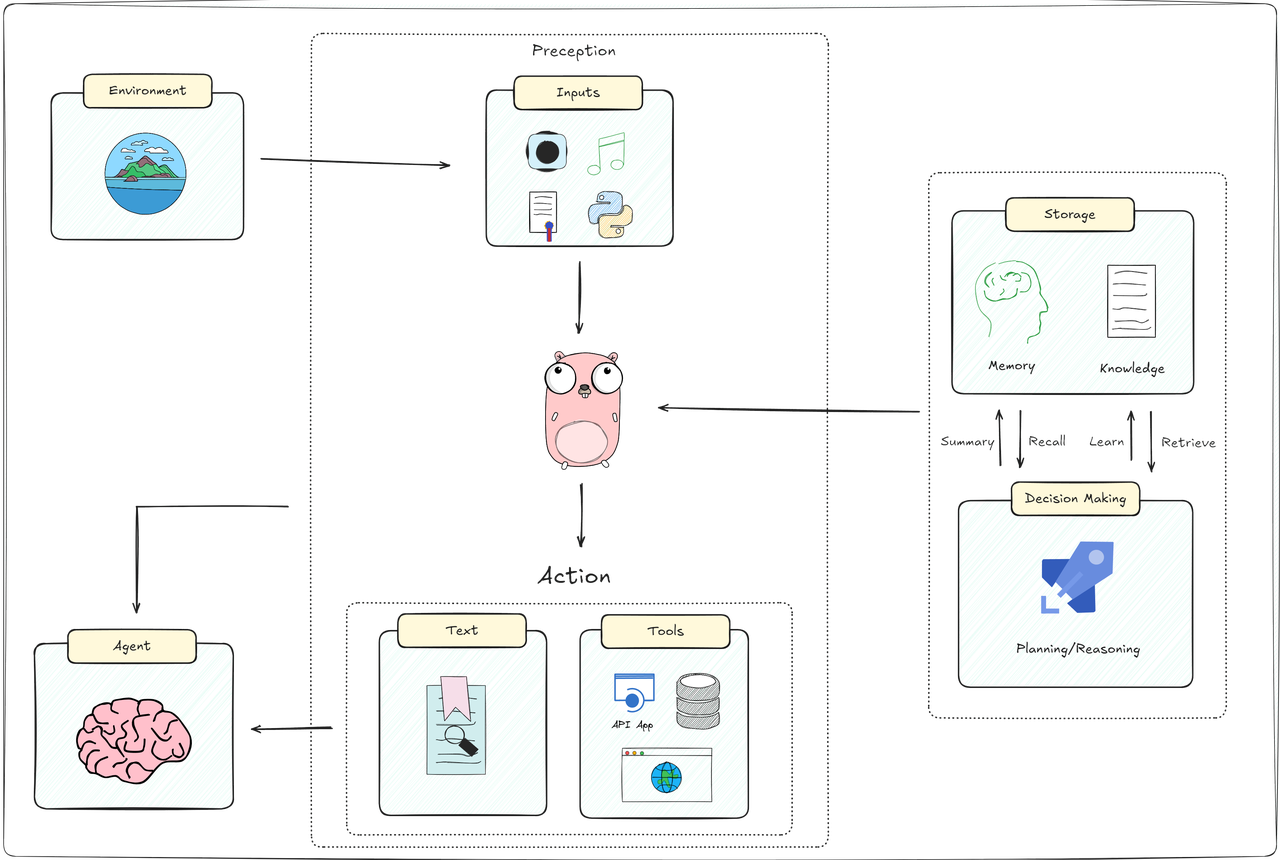 Preception
Environment
Inputs
Storage
Memory
Knowledge
Summary
Recall
Learn
Retrieve
Decision Making
Planning/Reasoning
Action
Text
Tools
API App
Agent